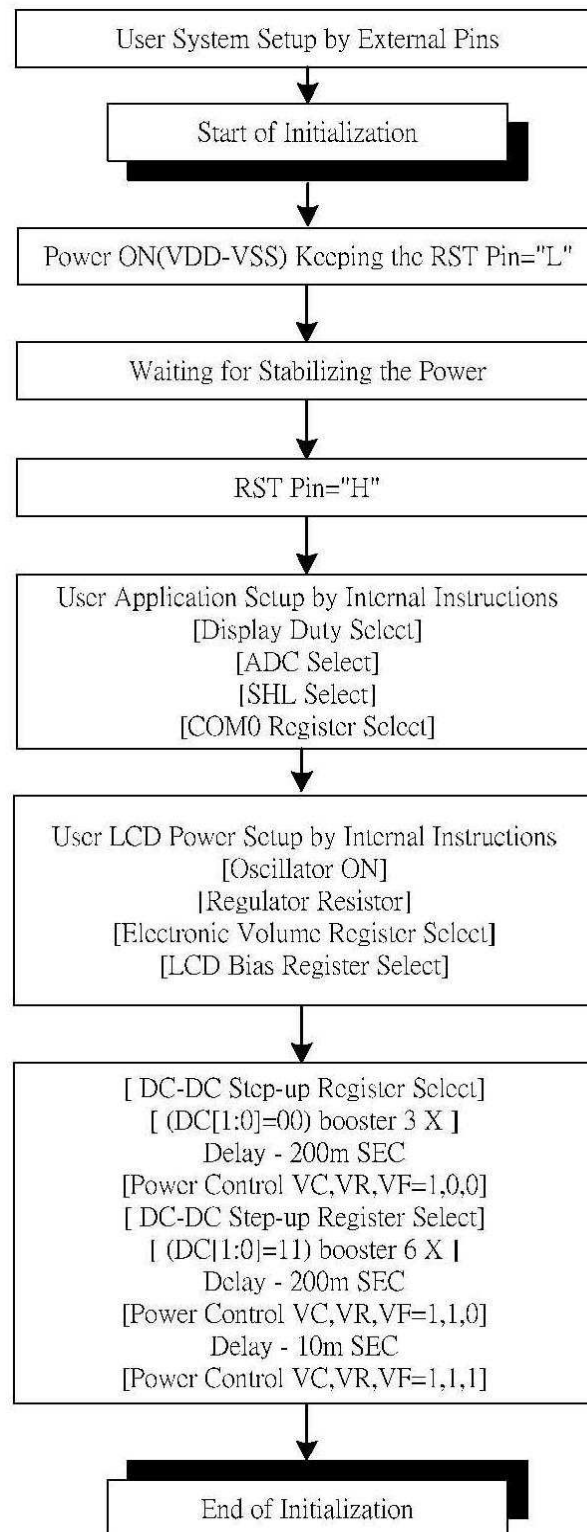 User System Setup by External Pins
Start of Initialization
Power ON(VDD-VSS) Keeping the RST Pin="L"
Waiting for Stabilizing the Power
RST Pin="H"
User Application Setup by Internal Instructions
[Display Duty Select]
[ADC Select]
[SHL Select]
[COM0 Register Select]
User LCD Power Setup by Internal Instructions
[Oscillator ON]
[Regulator Resistor]
[Electronic Volume Register Select]
[LCD Bias Register Select]
[ DC-DC Step-up Register Select]
[ (DC[1:0]=00) booster 3 X ]
Delay - 200m SEC
[Power Control VC,VR,VF=1,0,0]
[ DC-DC Step-up Register Select]
[ (DC[1:0]=11) booster 6 X ]
Delay - 200m SEC
[Power Control VC,VR,VF=1,1,0]
Delay - 10m SEC
[Power Control VC,VR,VF=1,1,1]
End of Initialization